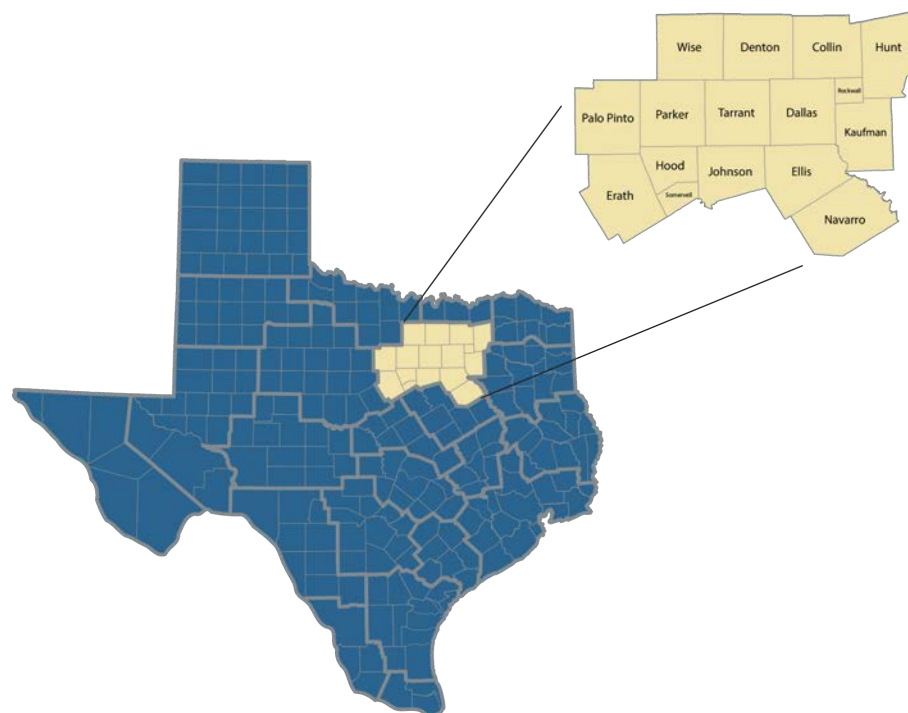 Wise
Denton
Collin
Hunt
Rockwall
Palo Pinto
Parker
Tarrant
Dallas
Kaufman
Hood
Johnson
Ellis
Erath
Somervell
Navarro